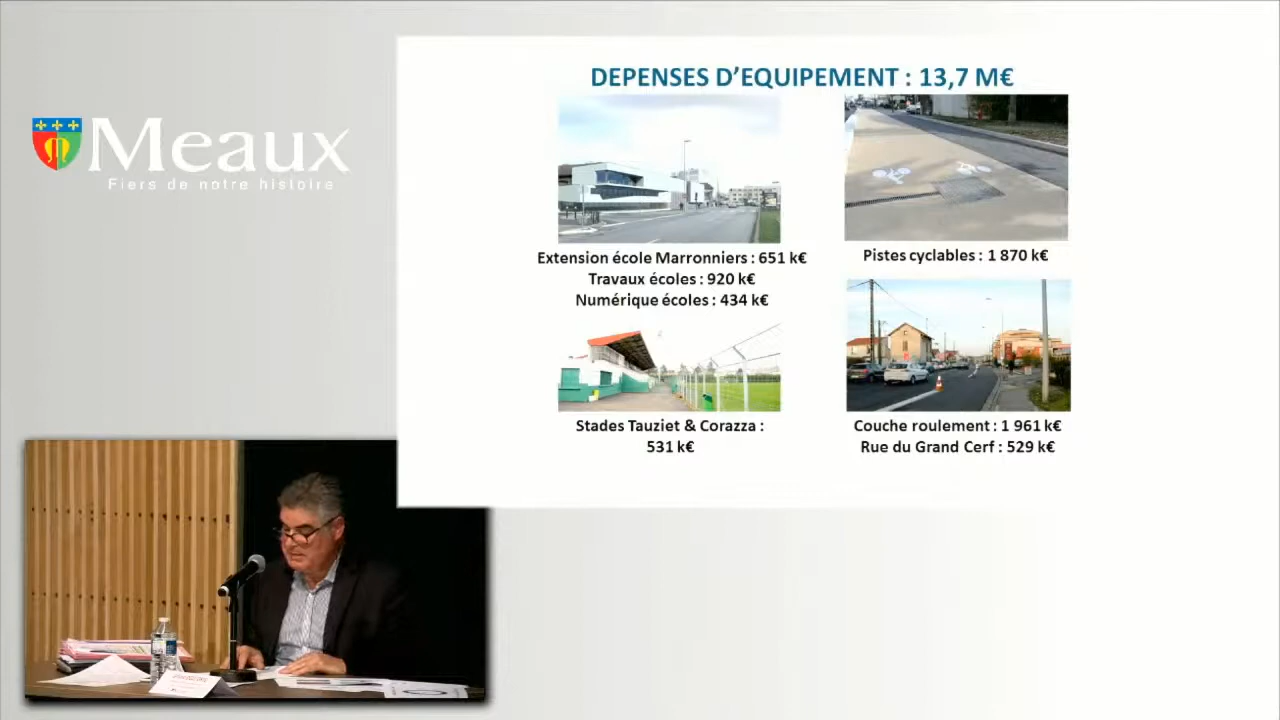 Meaux
Fiers de notre histoire
DEPENSES D’EQUIPEMENT : 13,7 M€
Extension école Marronniers : 651 k€
Travaux écoles : 920 k€
Numérique écoles : 434 k€
Pistes cyclables : 1 870 k€
Stades Tauziet & Corazza :
531 k€
Couche roulement : 1 961 k€
Rue du Grand Cerf : 529 k€